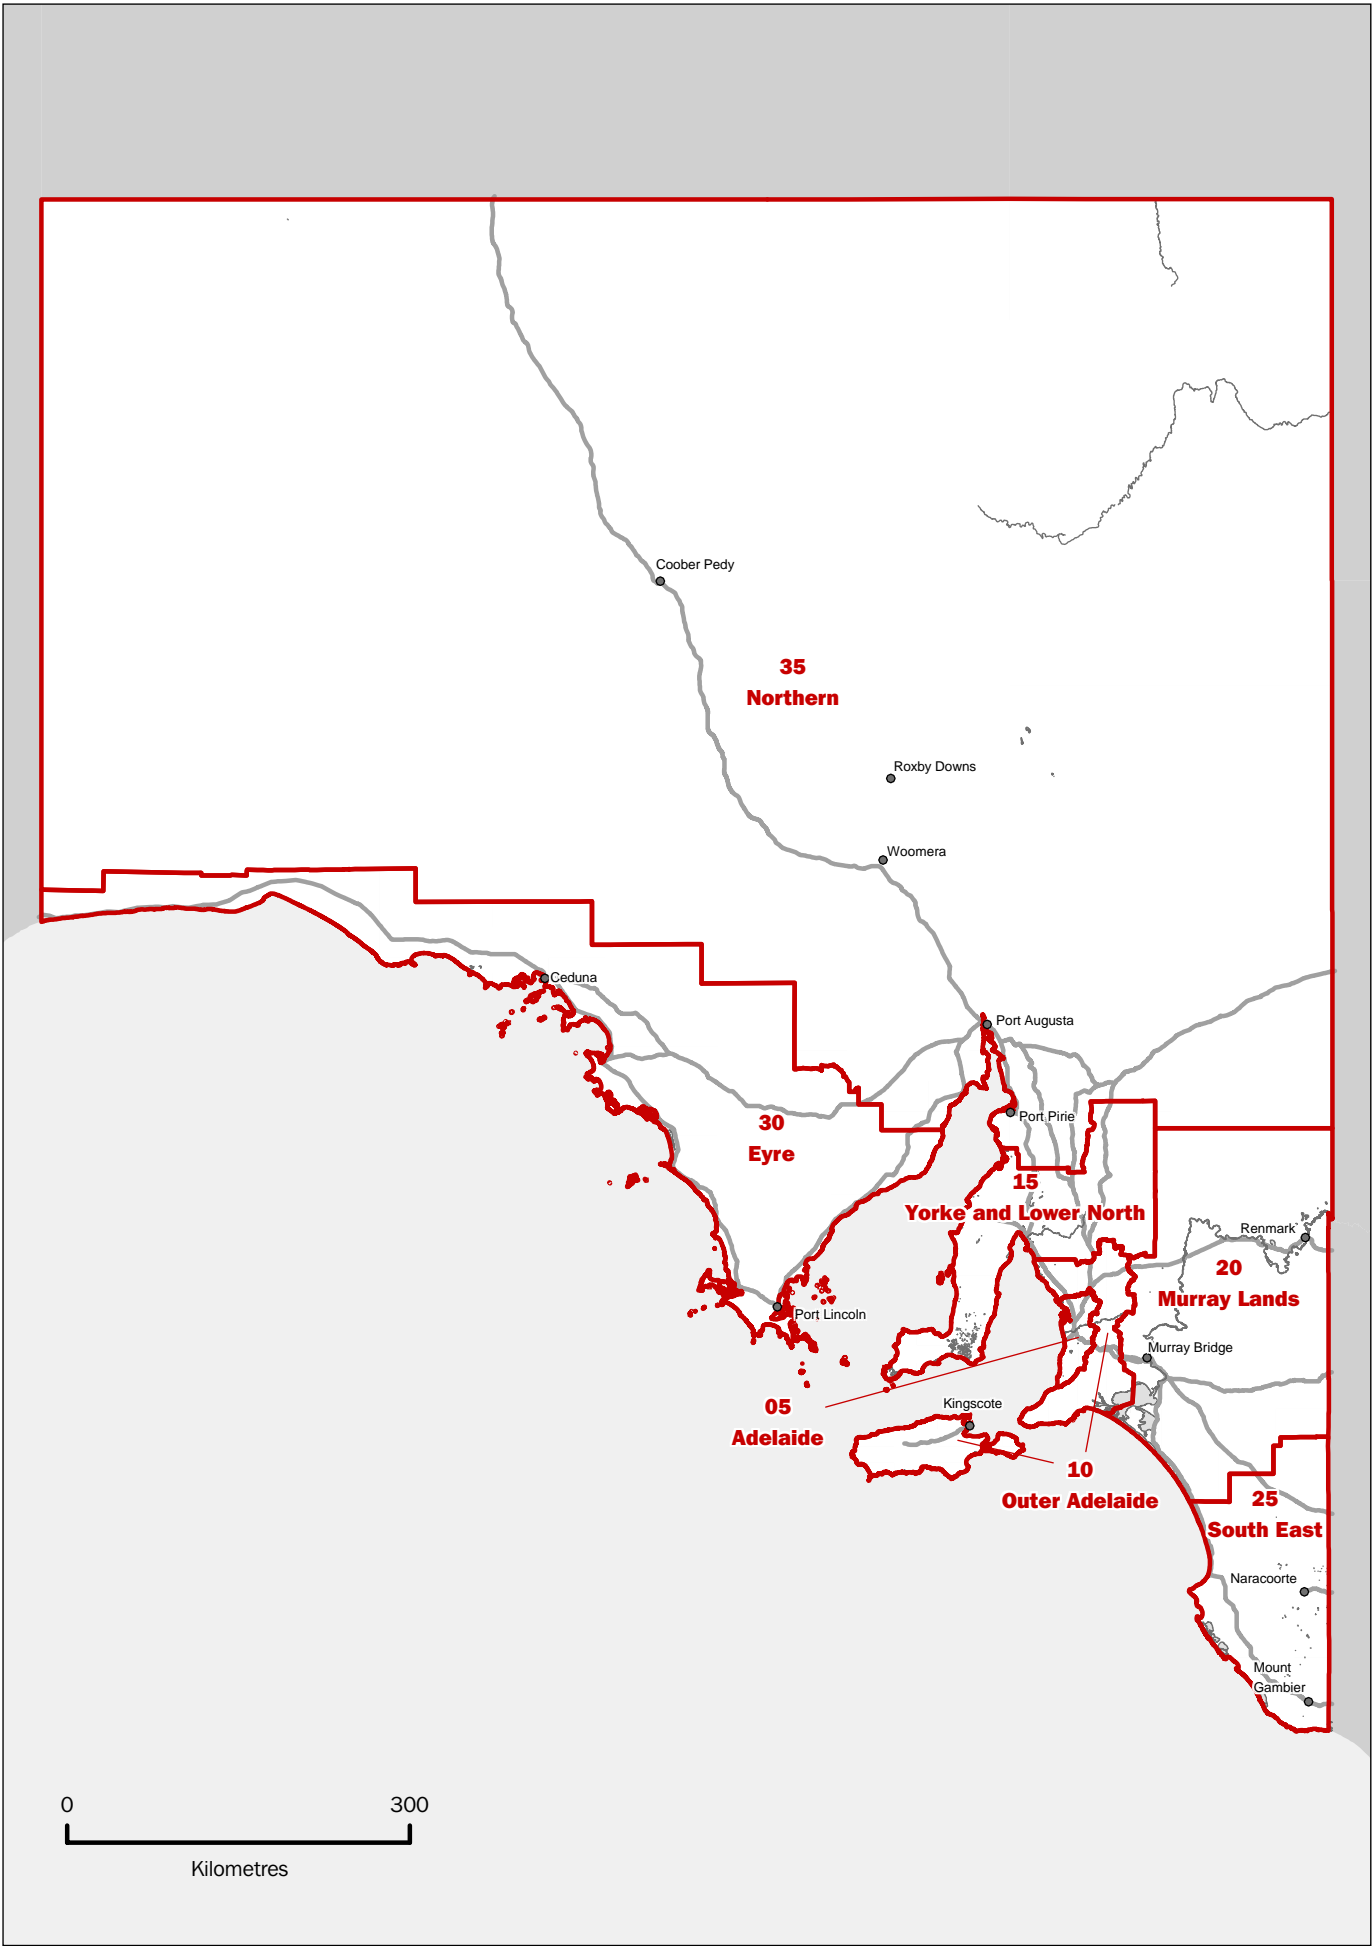 Coober Pedy
35
Northern
Roxby Downs
Woomera
Ceduna
Port Augusta
Port Pirie
30
Eyre
15
Yorke and Lower North
Renmark
20
Murray Lands
Port Lincoln
Murray Bridge
05
Adelaide
Kingscote
10
Outer Adelaide
25
South East
Naracoorte
Mount
Gambier
0 300
Kilometres